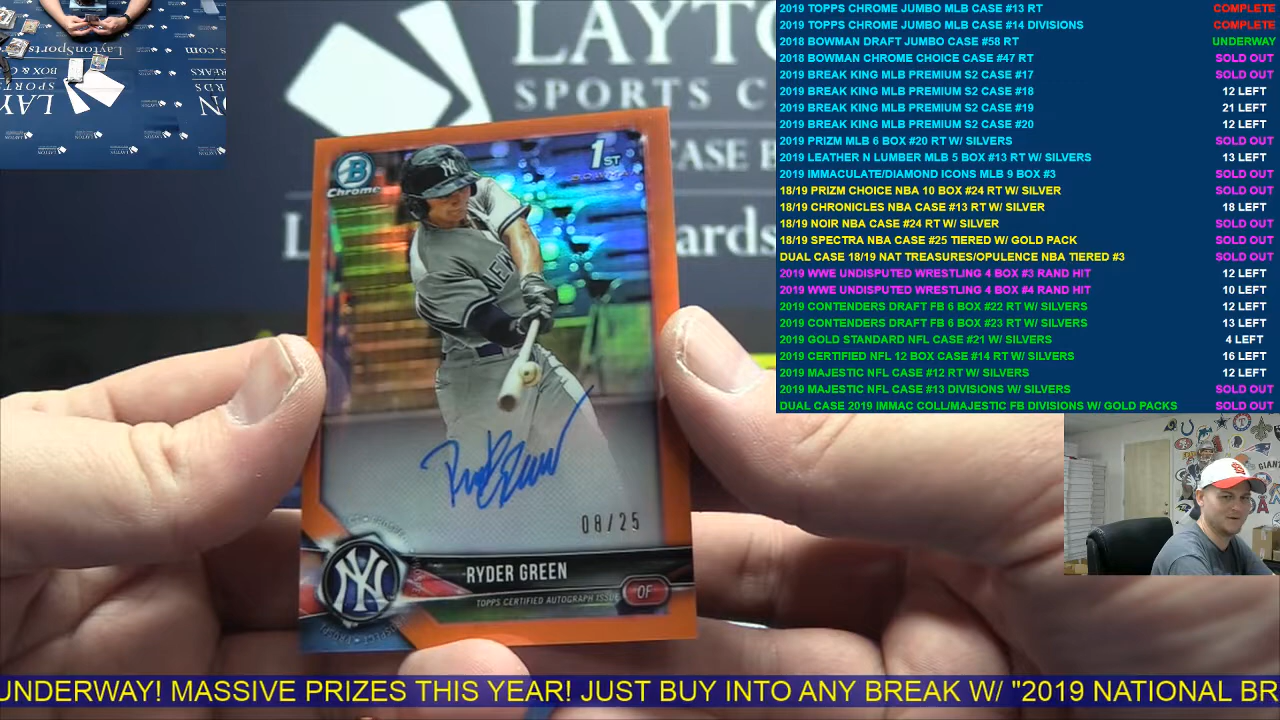 LAYTON
SPORTS C
CASE B
L
ards
LAYTON
SPORTS
BOX &
REAKS
s.com
2019 TOPPS CHROME JUMBO MLB CASE #13 RT COMPLETE
2019 TOPPS CHROME JUMBO MLB CASE #14 DIVISIONS COMPLETE
2018 BOWMAN DRAFT JUMBO CASE #58 RT UNDERWAY
2018 BOWMAN CHROME CHOICE CASE #47 RT SOLD OUT
2019 BREAK KING MLB PREMIUM S2 CASE #17 SOLD OUT
2019 BREAK KING MLB PREMIUM S2 CASE #18 12 LEFT
2019 BREAK KING MLB PREMIUM S2 CASE #19 21 LEFT
2019 BREAK KING MLB PREMIUM S2 CASE #20 12 LEFT
2019 PRIZM MLB 6 BOX #20 RT W/ SILVERS SOLD OUT
2019 LEATHER N LUMBER MLB 5 BOX #13 RT W/ SILVERS 13 LEFT
2019 IMMACULATE/DIAMOND ICONS MLB 9 BOX #3 SOLD OUT
18/19 PRIZM CHOICE NBA 10 BOX #24 RT W/ SILVER SOLD OUT
18/19 CHRONICLES NBA CASE #13 RT W/ SILVER 18 LEFT
18/19 NOIR NBA CASE #24 RT W/ SILVER SOLD OUT
18/19 SPECTRA NBA CASE #25 TIERED W/ GOLD PACK SOLD OUT
DUAL CASE 18/19 NAT TREASURES/OPULENCE NBA TIERED #3 SOLD OUT
2019 WWE UNDISPUTED WRESTLING 4 BOX #3 RAND HIT 12 LEFT
2019 WWE UNDISPUTED WRESTLING 4 BOX #4 RAND HIT 10 LEFT
2019 CONTENDERS DRAFT FB 6 BOX #22 RT W/ SILVERS 12 LEFT
2019 CONTENDERS DRAFT FB 6 BOX #23 RT W/ SILVERS 13 LEFT
2019 GOLD STANDARD NFL CASE #21 W/ SILVERS 4 LEFT
2019 CERTIFIED NFL 12 BOX CASE #14 RT W/ SILVERS 16 LEFT
2019 MAJESTIC NFL CASE #12 RT W/ SILVERS 12 LEFT
2019 MAJESTIC NFL CASE #13 DIVISIONS W/ SILVERS SOLD OUT
DUAL CASE 2019 IMMAC COLL/MAJESTIC FB DIVISIONS W/ GOLD PACKS SOLD OUT
B
Chrome
1ST
BOWMAN
NEW
08/25
NY
RYDER GREEN
TOPPS CERTIFIED AUTOGRAPH ISSUE
OF
GIANTS
UNDERWAY! MASSIVE PRIZES THIS YEAR! JUST BUY INTO ANY BREAK W/ "2019 NATIONAL BR